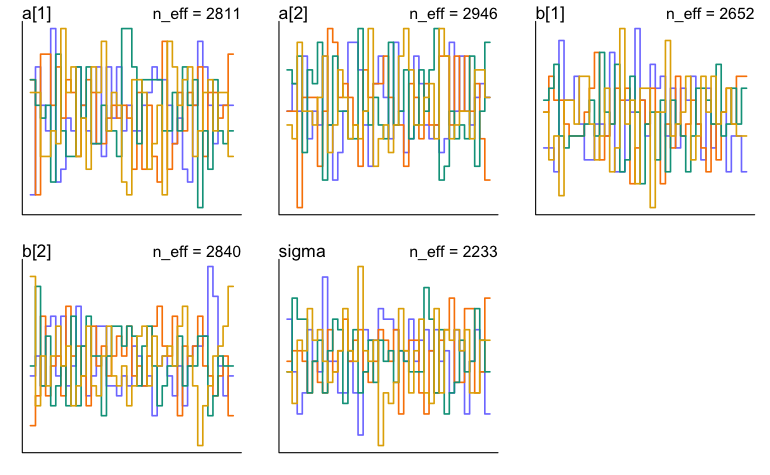 a[1] n_eff = 2811
a[2] n_eff = 2946
b[1] n_eff = 2652
b[2] n_eff = 2840
sigma n_eff = 2233